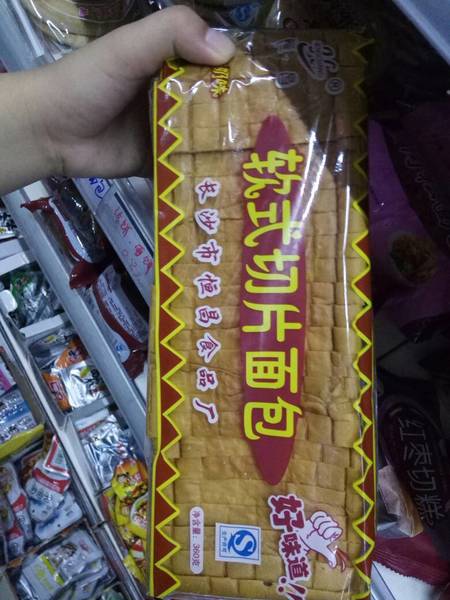 奶味
软式切片面包
长沙市恒昌食品厂
好味道!
净含量:360克
红枣切糕